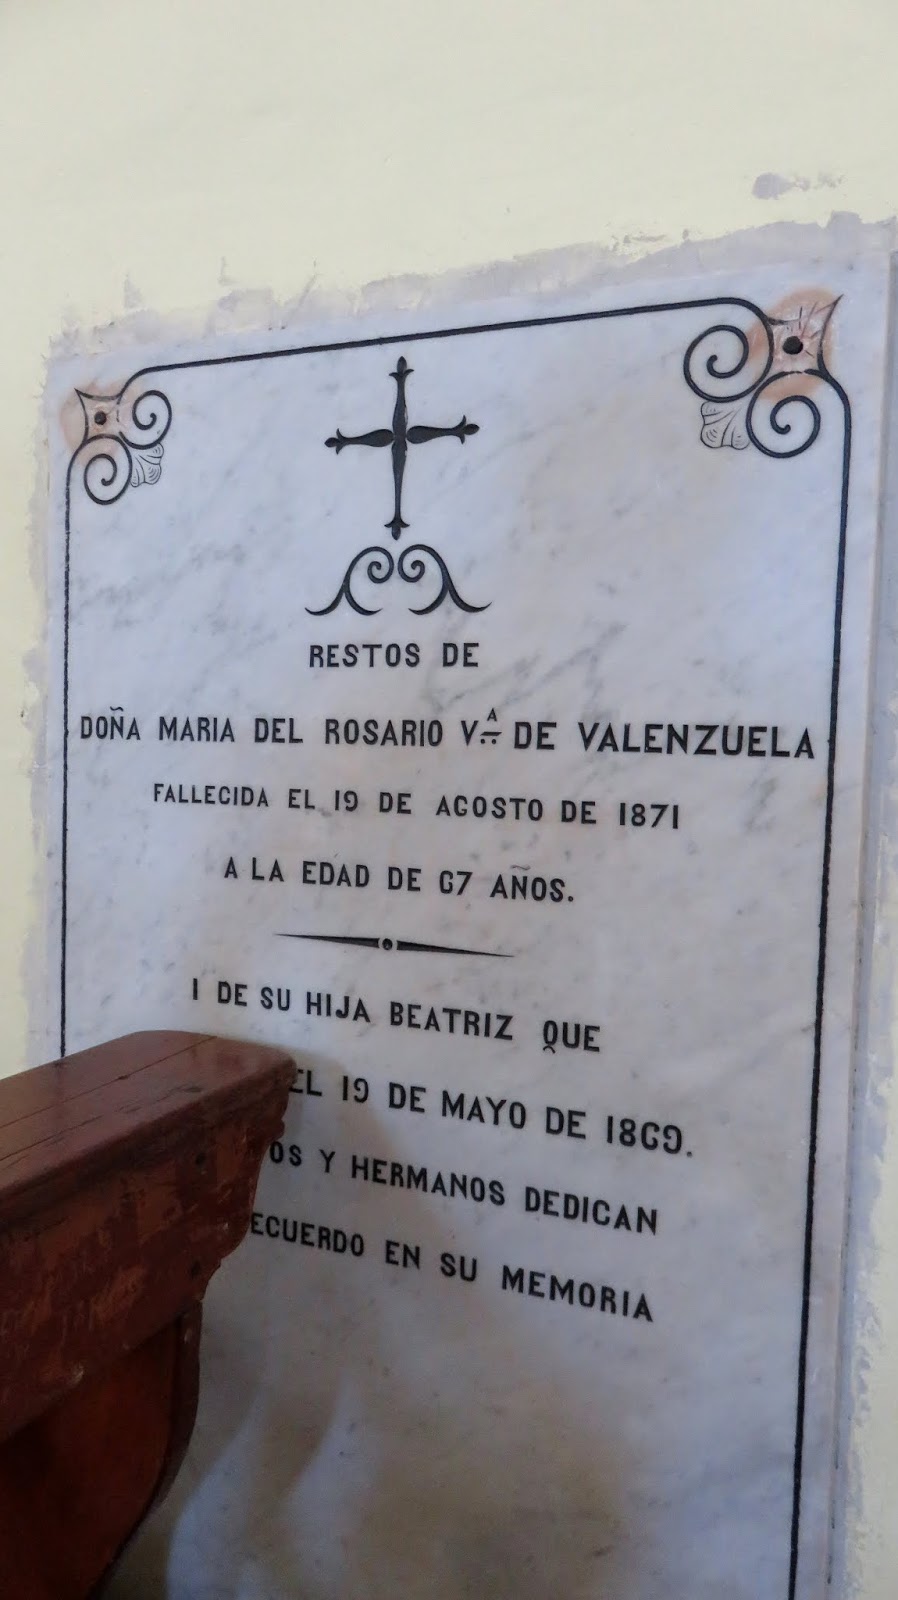 RESTOS DE
DOÑA MARIA DEL ROSARIO Vᴬ DE VALENZUELA
FALLECIDA EL 19 DE AGOSTO DE 1871
A LA EDAD DE 67 AÑOS.
I DE SU HIJA BEATRIZ QUE
EL 19 DE MAYO DE 1869.
Y HERMANOS DEDICAN
EN SU MEMORIA